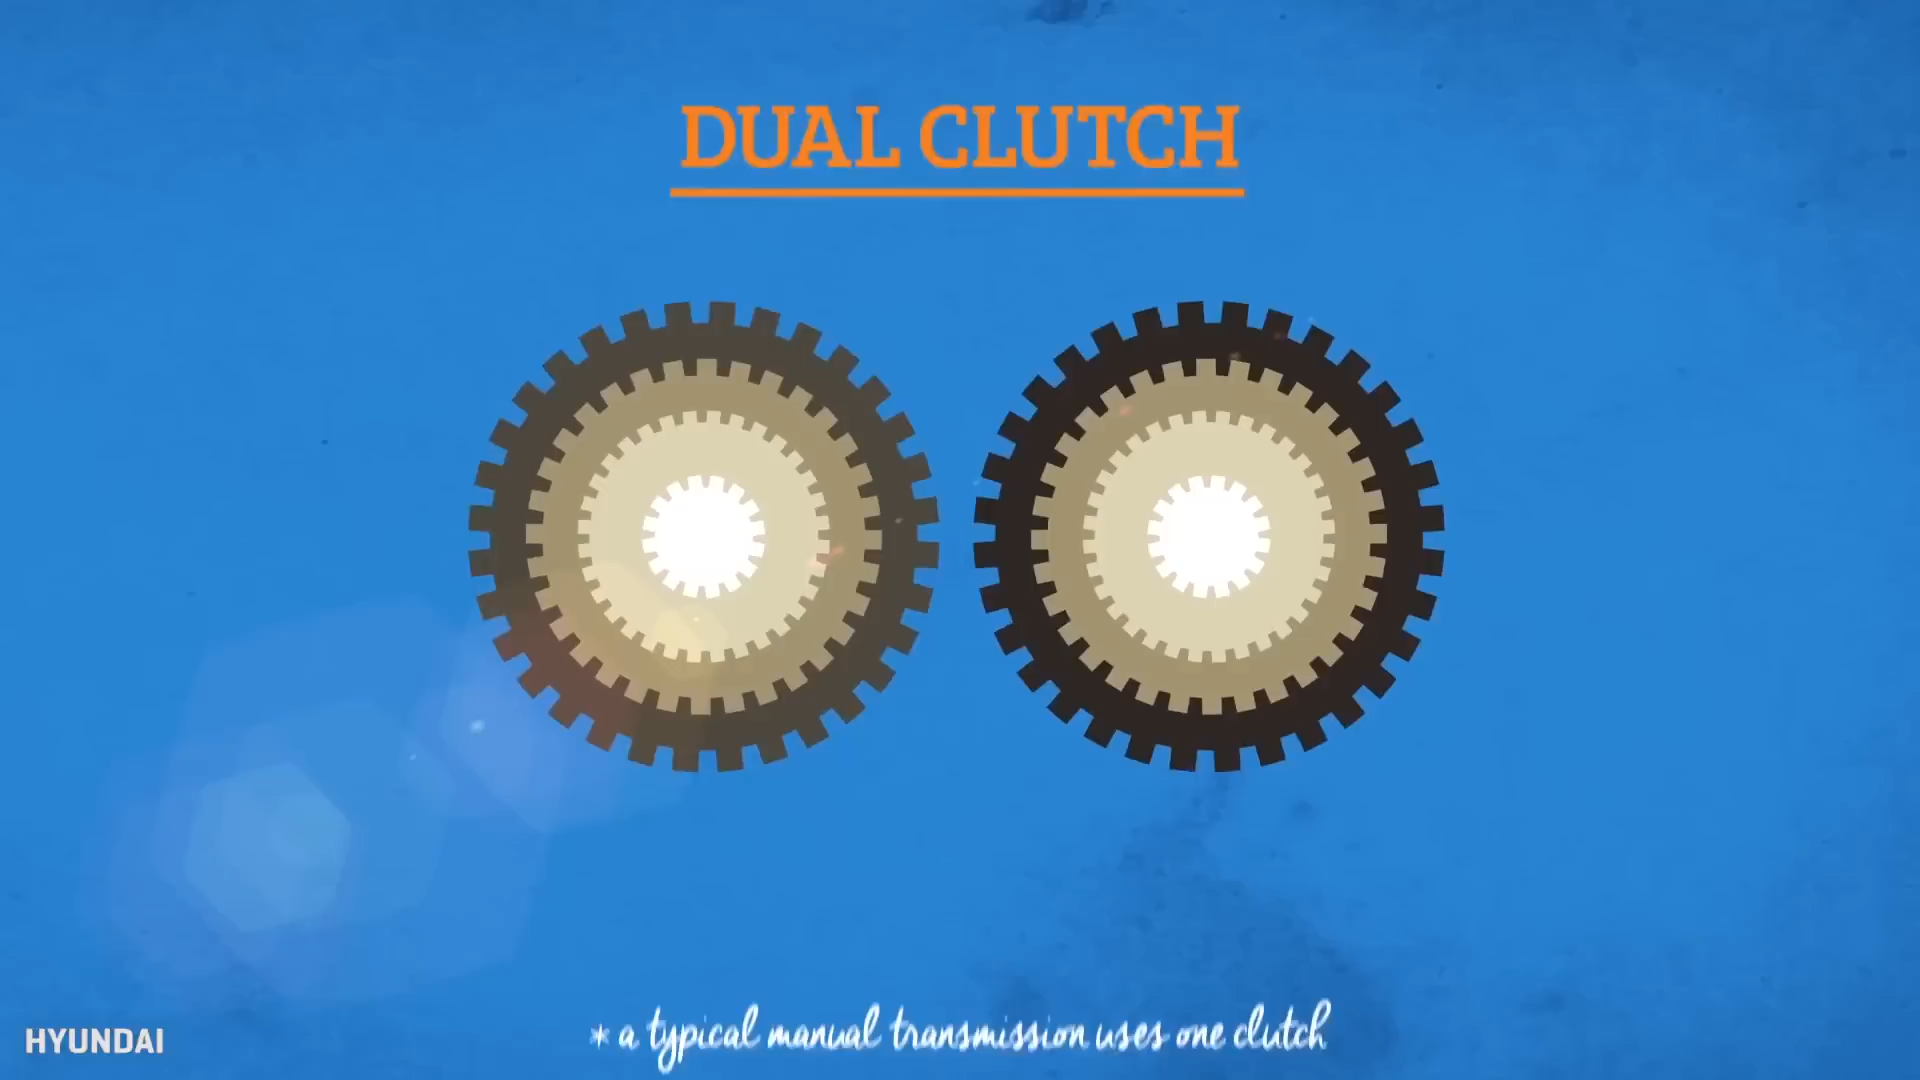 DUAL CLUTCH
* a typical manual transmission uses one clutch
HYUNDAI